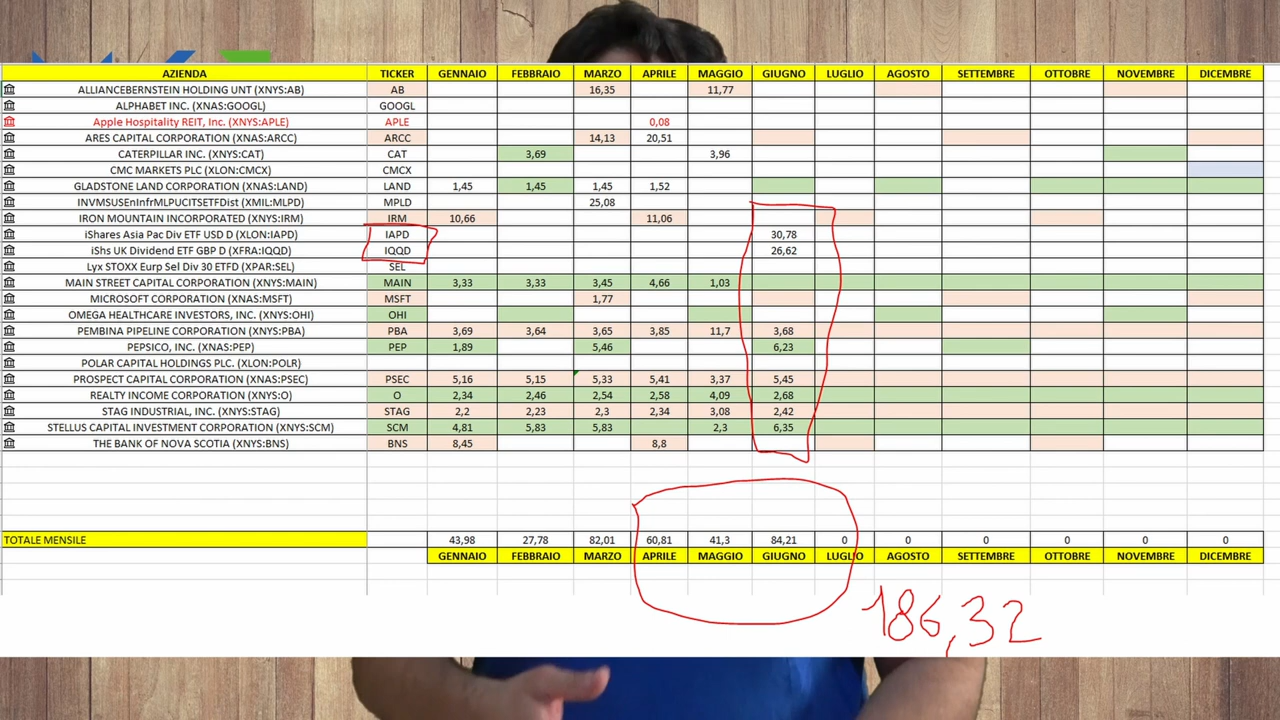 AZIENDA TICKER GENNAIO FEBBRAIO MARZO APRILE MAGGIO GIUGNO LUGLIO AGOSTO SETTEMBRE OTTOBRE NOVEMBRE DICEMBRE
ALLIANCEBERNSTEIN HOLDING UNT (XNYS:AB) AB 16,35 11,77
ALPHABET INC. (XNAS:GOOGL) GOOGL
Apple Hospitality REIT, Inc. (XNYS:APLE) APLE 0,08
ARES CAPITAL CORPORATION (XNAS:ARCC) ARCC 14,13 20,51
CATERPILLAR INC. (XNYS:CAT) CAT 3,69 3,96
CMC MARKETS PLC (XLON:CMCX) CMCX
GLADSTONE LAND CORPORATION (XNAS:LAND) LAND 1,45 1,45 1,45 1,52
INVMSUSEnInfrMLPUCITSETFDist (XMIL:MLPD) MPLD 25,08
IRON MOUNTAIN INCORPORATED (XNYS:IRM) IRM 10,66 11,06
iShares Asia Pac Div ETF USD D (XLON:IAPD) IAPD 30,78
iShs UK Dividend ETF GBP D (XFRA:IQQD) IQQD 26,62
Lyx STOXX Eurp Sel Div 30 ETFD (XPAR:SEL) SEL
MAIN STREET CAPITAL CORPORATION (XNYS:MAIN) MAIN 3,33 3,33 3,45 4,66 1,03
MICROSOFT CORPORATION (XNAS:MSFT) MSFT 1,77
OMEGA HEALTHCARE INVESTORS, INC. (XNYS:OHI) OHI
PEMBINA PIPELINE CORPORATION (XNYS:PBA) PBA 3,69 3,64 3,65 3,85 11,7 3,68
PEPSICO, INC. (XNAS:PEP) PEP 1,89 5,46 6,23
POLAR CAPITAL HOLDINGS PLC. (XLON:POLR)
PROSPECT CAPITAL CORPORATION (XNAS:PSEC) PSEC 5,16 5,15 5,33 5,41 3,37 5,45
REALTY INCOME CORPORATION (XNYS:O) O 2,34 2,46 2,54 2,58 4,09 2,68
STAG INDUSTRIAL, INC. (XNYS:STAG) STAG 2,2 2,23 2,3 2,34 3,08 2,42
STELLUS CAPITAL INVESTMENT CORPORATION (XNYS:SCM) SCM 4,81 5,83 5,83 2,3 6,35
THE BANK OF NOVA SCOTIA (XNYS:BNS) BNS 8,45 8,8
TOTALE MENSILE 43,98 27,78 82,01 60,81 41,3 84,21 0 0 0 0 0 0
GENNAIO FEBBRAIO MARZO APRILE MAGGIO GIUGNO LUGLIO AGOSTO SETTEMBRE OTTOBRE NOVEMBRE DICEMBRE
186,32